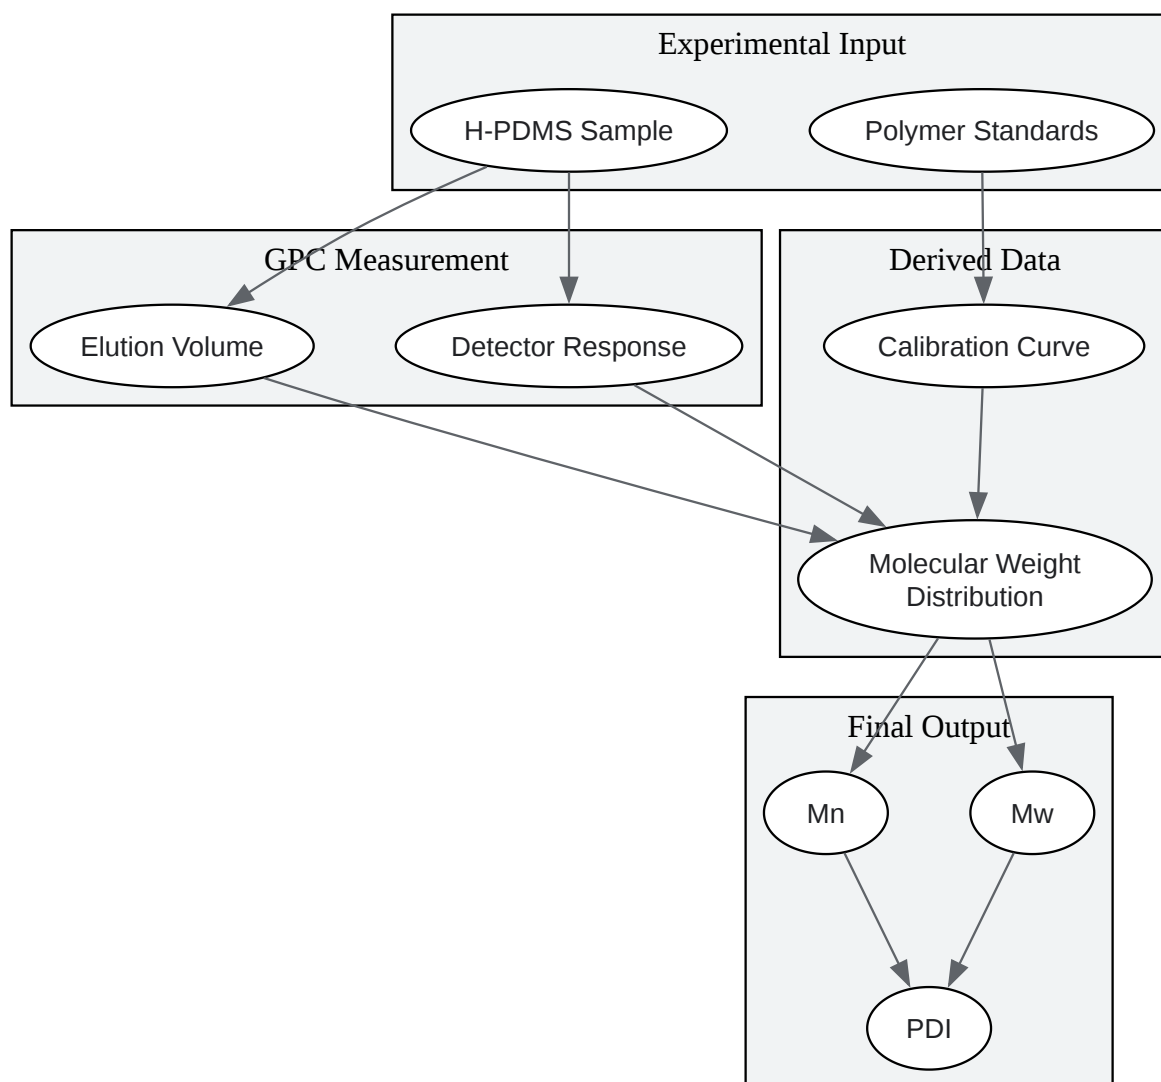 Experimental Input
H-PDMS Sample
Polymer Standards
GPC Measurement
Derived Data
Elution Volume
Detector Response
Calibration Curve
Molecular Weight
Distribution
Final Output
Mn
Mw
PDI